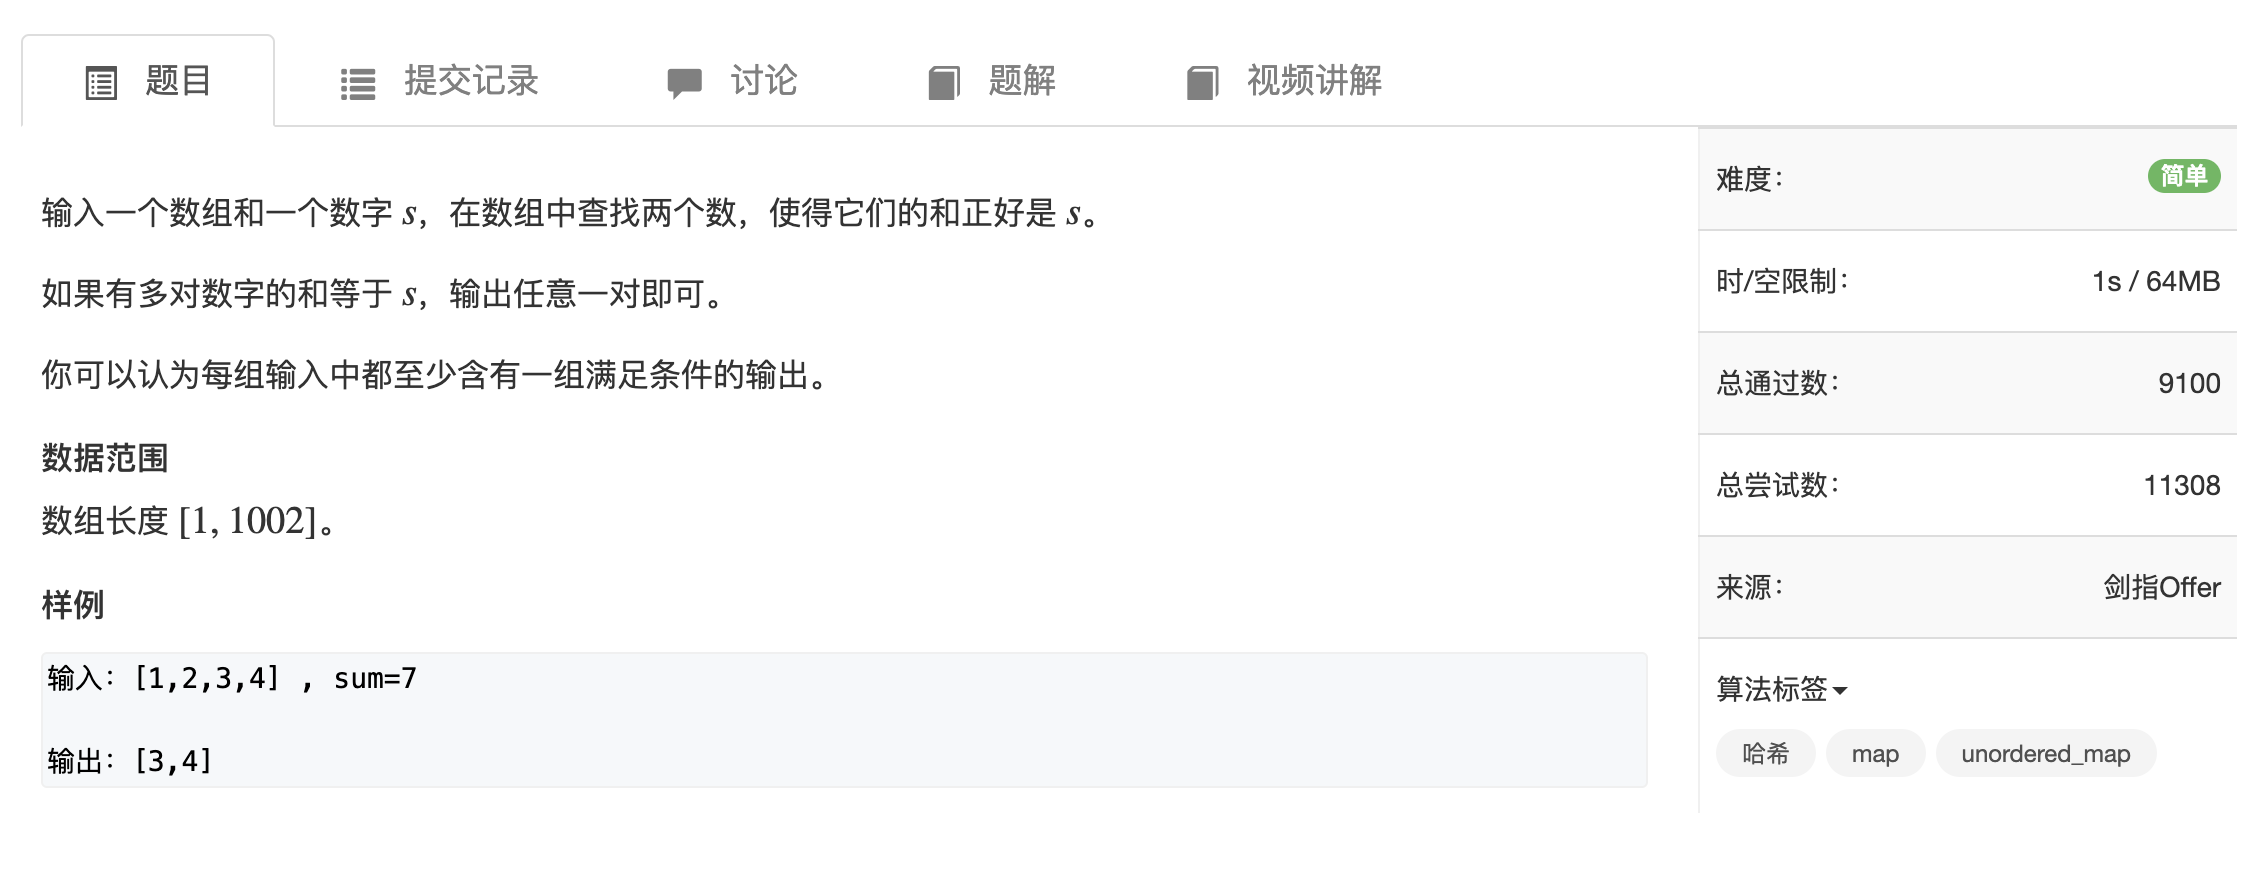 题目 提交记录 讨论 题解 视频讲解
输入一个数组和一个数字 s，在数组中查找两个数，使得它们的和正好是 s。
如果有多对数字的和等于 s，输出任意一对即可。
你可以认为每组输入中都至少含有一组满足条件的输出。
数据范围
数组长度 [1, 1002]。
样例
输入：[1,2,3,4] , sum=7
输出：[3,4]
难度： 简单
时/空限制： 1s / 64MB
总通过数： 9100
总尝试数： 11308
来源： 剑指Offer
算法标签
哈希 map unordered_map